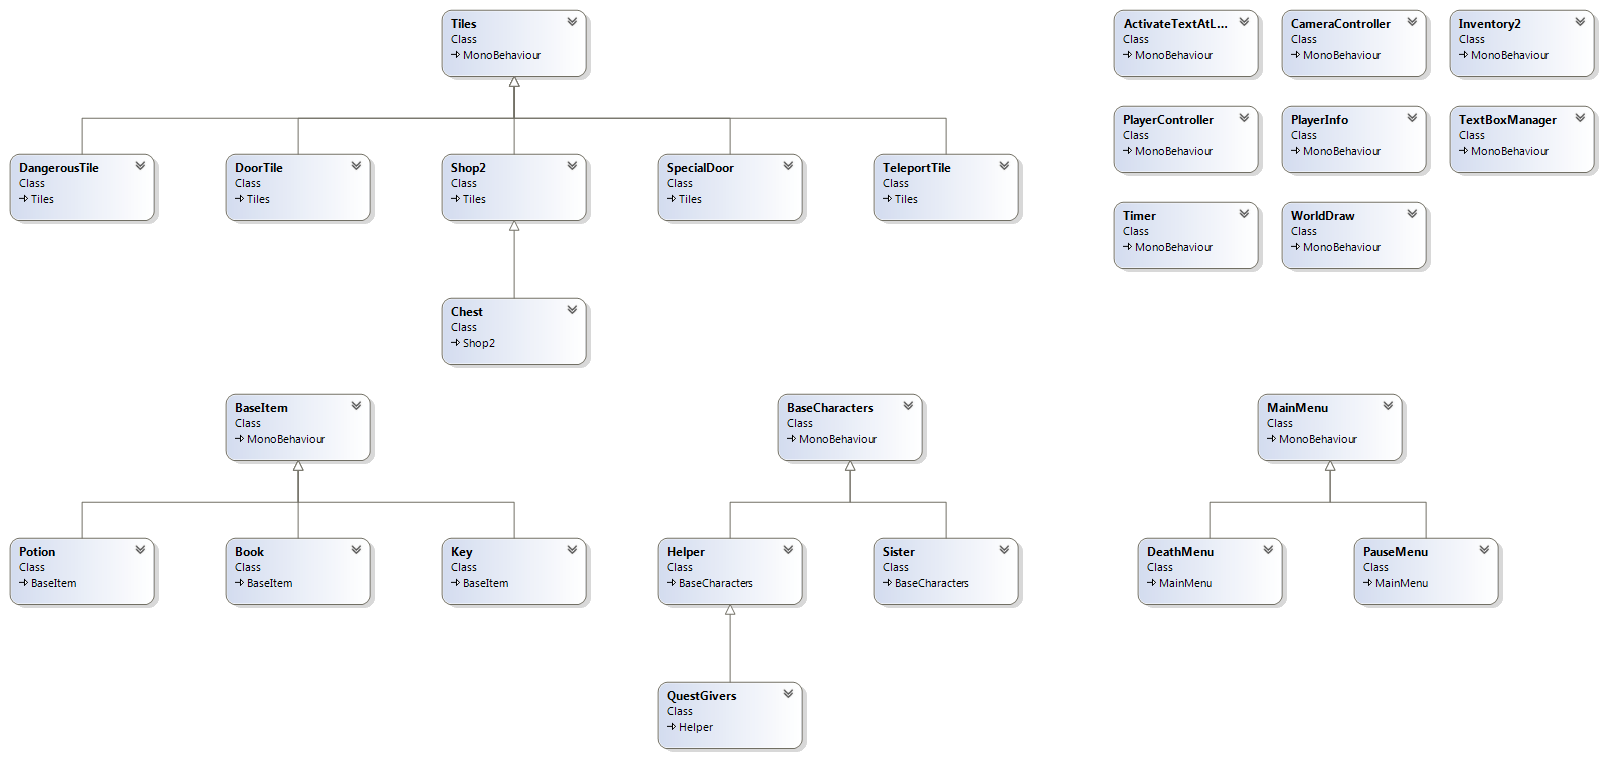 Tiles
Class
MonoBehaviour
ActivateTextAtL...
Class
MonoBehaviour
CameraController
Class
MonoBehaviour
Inventory2
Class
MonoBehaviour
PlayerController
Class
MonoBehaviour
PlayerInfo
Class
MonoBehaviour
TextBoxManager
Class
MonoBehaviour
DangerousTile
Class
Tiles
DoorTile
Class
Tiles
Shop2
Class
Tiles
SpecialDoor
Class
Tiles
TeleportTile
Class
Tiles
Timer
Class
MonoBehaviour
WorldDraw
Class
MonoBehaviour
Chest
Class
Shop2
BaseItem
Class
MonoBehaviour
BaseCharacters
Class
MonoBehaviour
MainMenu
Class
MonoBehaviour
Potion
Class
BaseItem
Book
Class
BaseItem
Key
Class
BaseItem
Helper
Class
BaseCharacters
Sister
Class
BaseCharacters
DeathMenu
Class
MainMenu
PauseMenu
Class
MainMenu
QuestGivers
Class
Helper